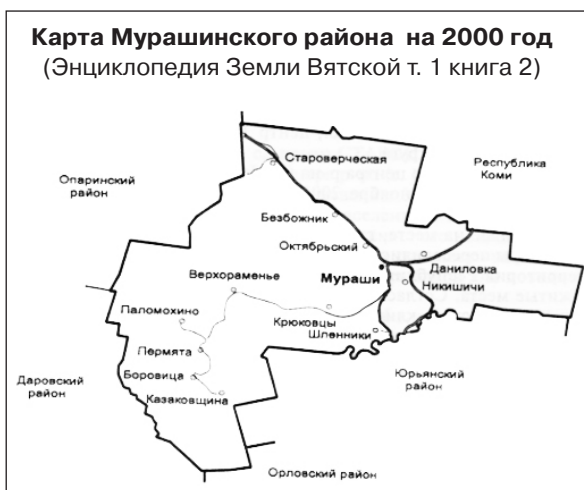 Карта Мурашинского района на 2000 год
(Энциклопедия Земли Вятской т. 1 книга 2)
Староверческая
Республика
Коми
Опаринский
район
Безбожник
Октябрьский
Мураши
Даниловка
Никишичи
Верхораменье
Паломохино
Крюковцы
Шленники
Пермята
Боровица
Казаковщина
Даровский
район
Юрьянский
район
Орловский район